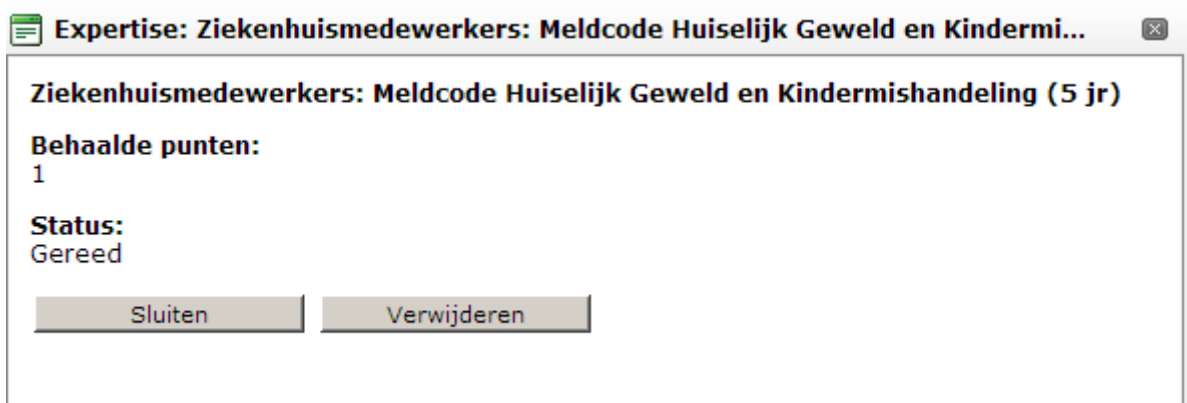 Expertise: Ziekenhuismedewerkers: Meldcode Huiselijk Geweld en Kindermi...
Ziekenhuismedewerkers: Meldcode Huiselijk Geweld en Kindermishandeling (5 jr)
Behaalde punten:
1
Status:
Gereed
Sluiten Verwijderen